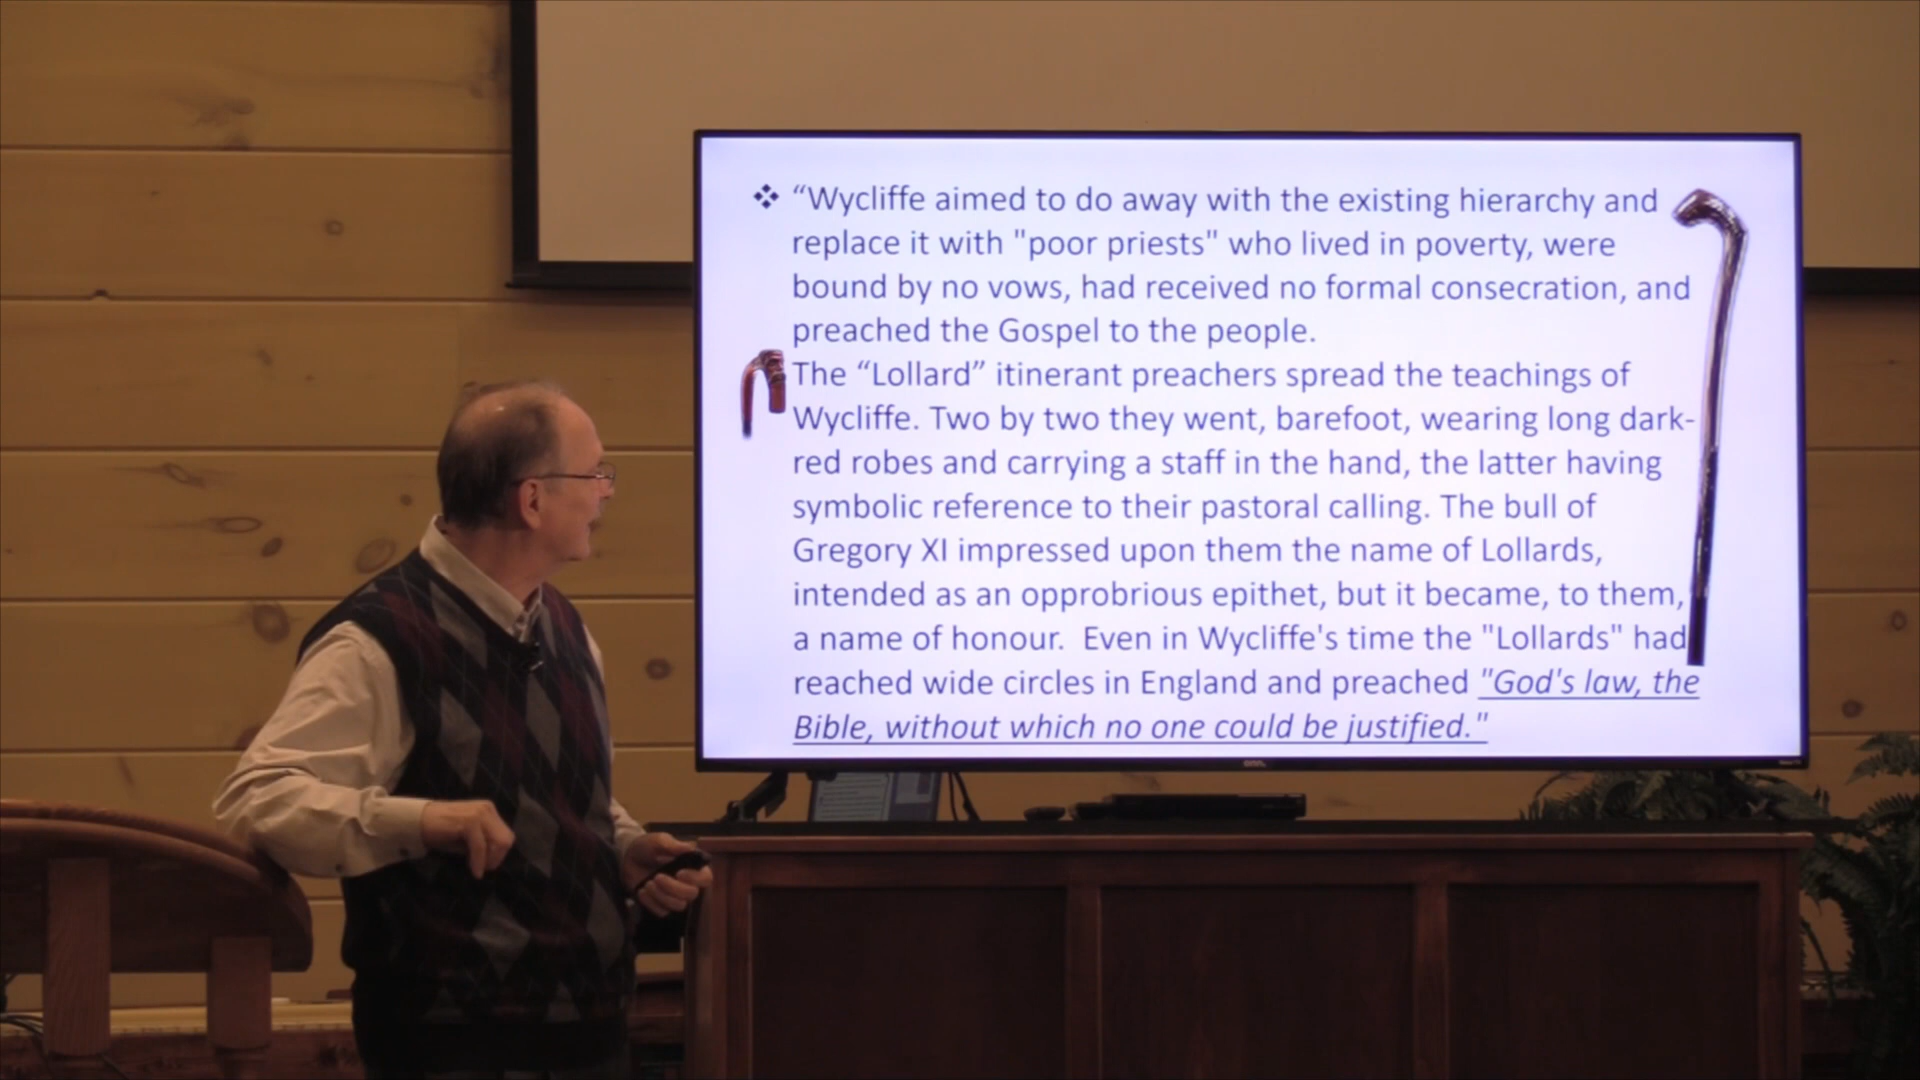 ❖ “Wycliffe aimed to do away with the existing hierarchy and
replace it with "poor priests" who lived in poverty, were
bound by no vows, had received no formal consecration, and
preached the Gospel to the people.
The “Lollard” itinerant preachers spread the teachings of
Wycliffe. Two by two they went, barefoot, wearing long dark-
red robes and carrying a staff in the hand, the latter having
symbolic reference to their pastoral calling. The bull of
Gregory XI impressed upon them the name of Lollards,
intended as an opprobrious epithet, but it became, to them,
a name of honour.  Even in Wycliffe's time the "Lollards" had
reached wide circles in England and preached "God's law, the
Bible, without which no one could be justified."
onn.